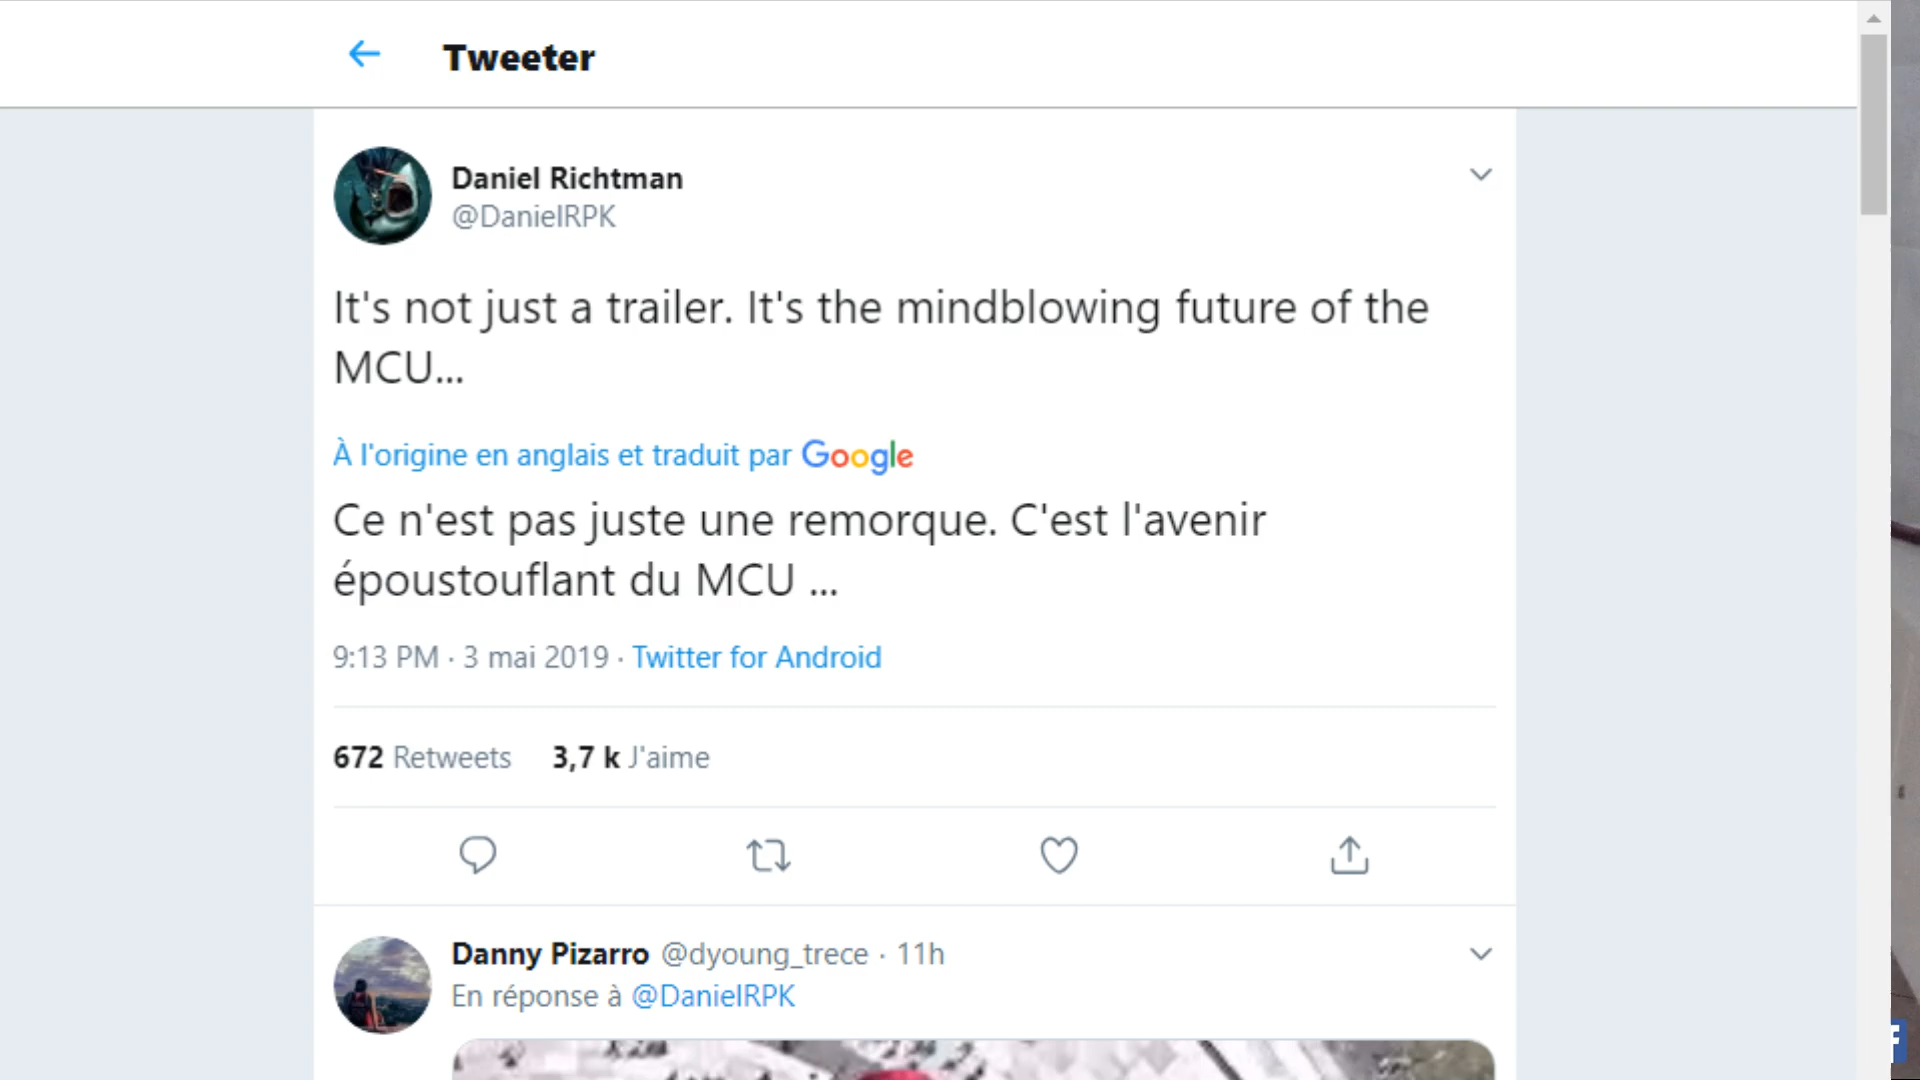 Tweeter
Daniel Richtman
@DanielRPK
It's not just a trailer. It's the mindblowing future of the
MCU...
À l'origine en anglais et traduit par Google
Ce n'est pas juste une remorque. C'est l'avenir
époustouflant du MCU ...
9:13 PM · 3 mai 2019 · Twitter for Android
672 Retweets 3,7 k J'aime
Danny Pizarro @dyoung_trece · 11h
En réponse à @DanielRPK